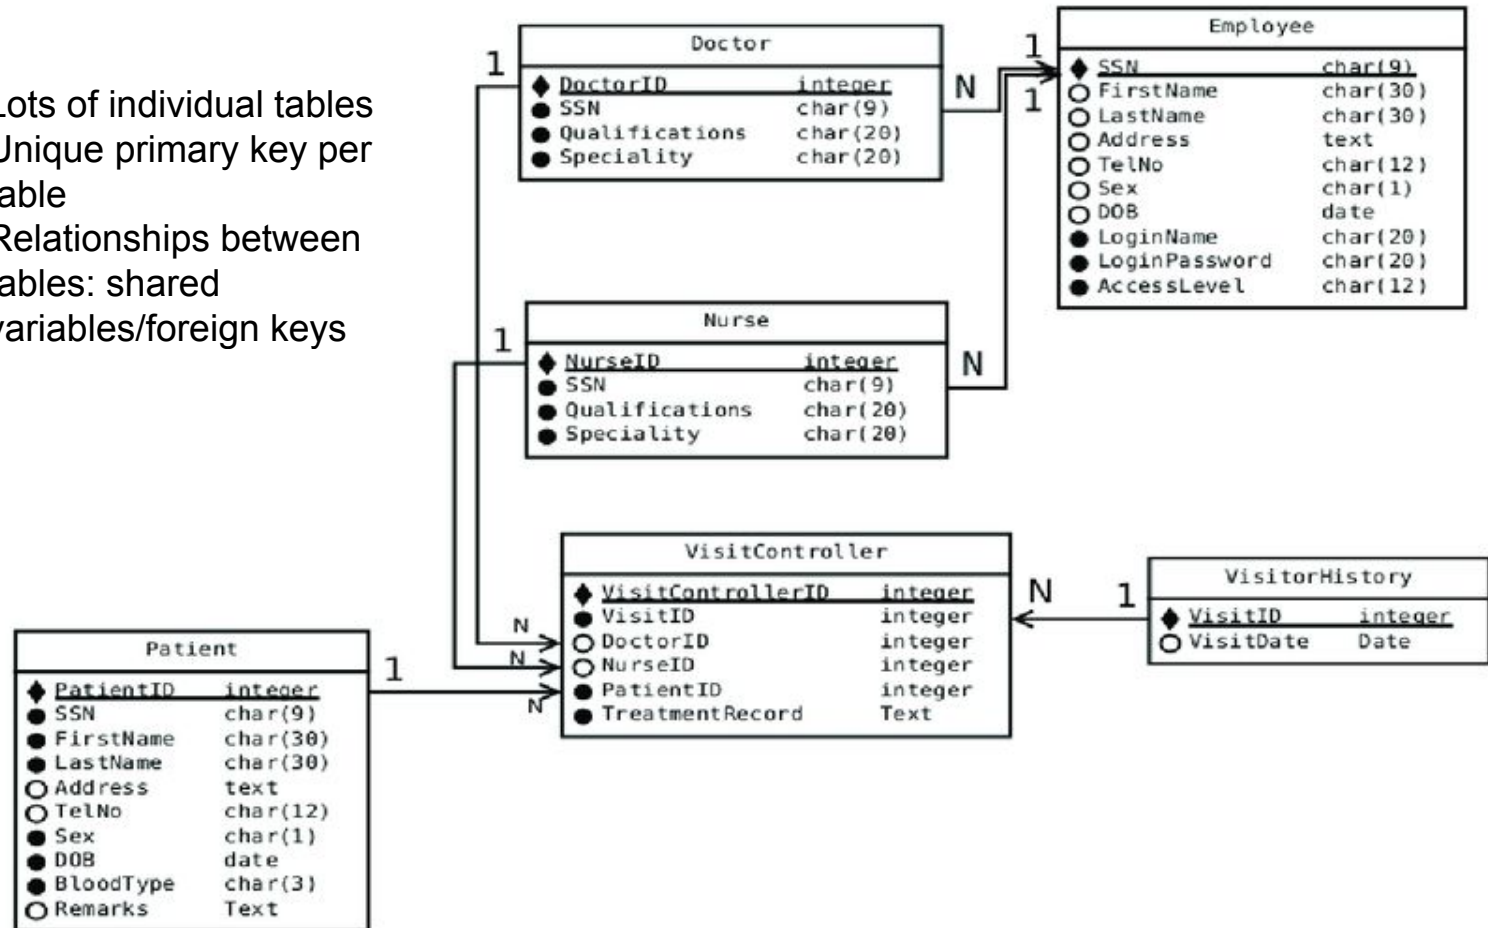 Lots of individual tables
Unique primary key per
able
Relationships between
ables: shared
variables/foreign keys
Doctor
1
DoctorID integer
SSN char(9)
Qualifications char(20)
Speciality char(20)
N
1
1
Employee
SSN char(9)
FirstName char(30)
LastName char(30)
Address text
TelNo char(12)
Sex char(1)
DOB date
LoginName char(20)
LoginPassword char(20)
AccessLevel char(12)
Nurse
1
NurseID integer
SSN char(9)
Qualifications char(20)
Speciality char(20)
N
VisitController
VisitControllerID integer
VisitID integer
DoctorID integer
NurseID integer
PatientID integer
TreatmentRecord Text
N
N
N
N
1
VisitorHistory
VisitID integer
VisitDate Date
Patient
1
PatientID integer
SSN char(9)
FirstName char(30)
LastName char(30)
Address text
TelNo char(12)
Sex char(1)
DOB date
BloodType char(3)
Remarks Text